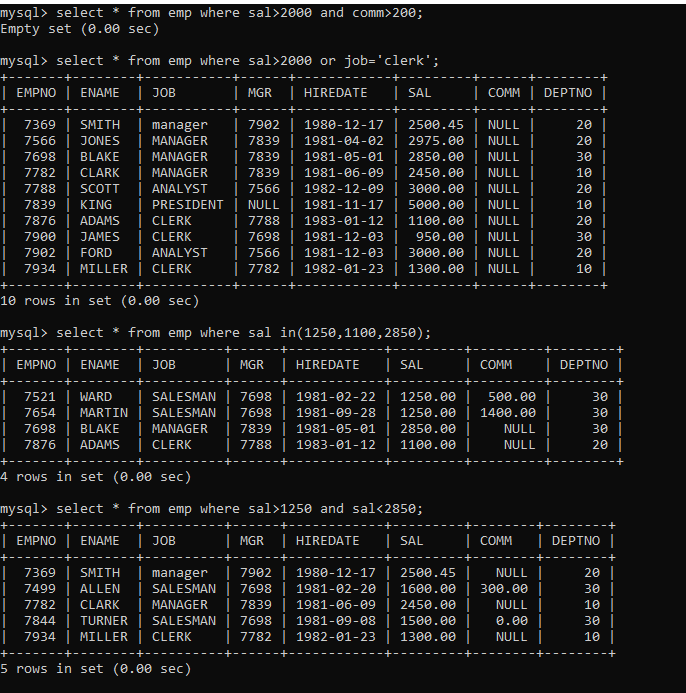 mysql> select * from emp where sal>2000 and comm>200;
Empty set (0.00 sec)
mysql> select * from emp where sal>2000 or job='clerk';
+-------+--------+-----------+------+------------+---------+------+--------+
| EMPNO | ENAME  | JOB       | MGR  | HIREDATE   | SAL     | COMM | DEPTNO |
+-------+--------+-----------+------+------------+---------+------+--------+
|  7369 | SMITH  | manager   | 7902 | 1980-12-17 | 2500.45 | NULL |     20 |
|  7566 | JONES  | MANAGER   | 7839 | 1981-04-02 | 2975.00 | NULL |     20 |
|  7698 | BLAKE  | MANAGER   | 7839 | 1981-05-01 | 2850.00 | NULL |     30 |
|  7782 | CLARK  | MANAGER   | 7839 | 1981-06-09 | 2450.00 | NULL |     10 |
|  7788 | SCOTT  | ANALYST   | 7566 | 1982-12-09 | 3000.00 | NULL |     20 |
|  7839 | KING   | PRESIDENT | NULL | 1981-11-17 | 5000.00 | NULL |     10 |
|  7876 | ADAMS  | CLERK     | 7788 | 1983-01-12 | 1100.00 | NULL |     20 |
|  7900 | JAMES  | CLERK     | 7698 | 1981-12-03 |  950.00 | NULL |     30 |
|  7902 | FORD   | ANALYST   | 7566 | 1981-12-03 | 3000.00 | NULL |     20 |
|  7934 | MILLER | CLERK     | 7782 | 1982-01-23 | 1300.00 | NULL |     10 |
+-------+--------+-----------+------+------------+---------+------+--------+
10 rows in set (0.00 sec)
mysql> select * from emp where sal in(1250,1100,2850);
+-------+--------+----------+------+------------+---------+---------+--------+
| EMPNO | ENAME  | JOB      | MGR  | HIREDATE   | SAL     | COMM    | DEPTNO |
+-------+--------+----------+------+------------+---------+---------+--------+
|  7521 | WARD   | SALESMAN | 7698 | 1981-02-22 | 1250.00 |  500.00 |     30 |
|  7654 | MARTIN | SALESMAN | 7698 | 1981-09-28 | 1250.00 | 1400.00 |     30 |
|  7698 | BLAKE  | MANAGER  | 7839 | 1981-05-01 | 2850.00 |    NULL |     30 |
|  7876 | ADAMS  | CLERK    | 7788 | 1983-01-12 | 1100.00 |    NULL |     20 |
+-------+--------+----------+------+------------+---------+---------+--------+
4 rows in set (0.00 sec)
mysql> select * from emp where sal>1250 and sal<2850;
+-------+--------+----------+------+------------+---------+--------+--------+
| EMPNO | ENAME  | JOB      | MGR  | HIREDATE   | SAL     | COMM   | DEPTNO |
+-------+--------+----------+------+------------+---------+--------+--------+
|  7369 | SMITH  | manager  | 7902 | 1980-12-17 | 2500.45 |   NULL |     20 |
|  7499 | ALLEN  | SALESMAN | 7698 | 1981-02-20 | 1600.00 | 300.00 |     30 |
|  7782 | CLARK  | MANAGER  | 7839 | 1981-06-09 | 2450.00 |   NULL |     10 |
|  7844 | TURNER | SALESMAN | 7698 | 1981-09-08 | 1500.00 |   0.00 |     30 |
|  7934 | MILLER | CLERK    | 7782 | 1982-01-23 | 1300.00 |   NULL |     10 |
+-------+--------+----------+------+------------+---------+--------+--------+
5 rows in set (0.00 sec)